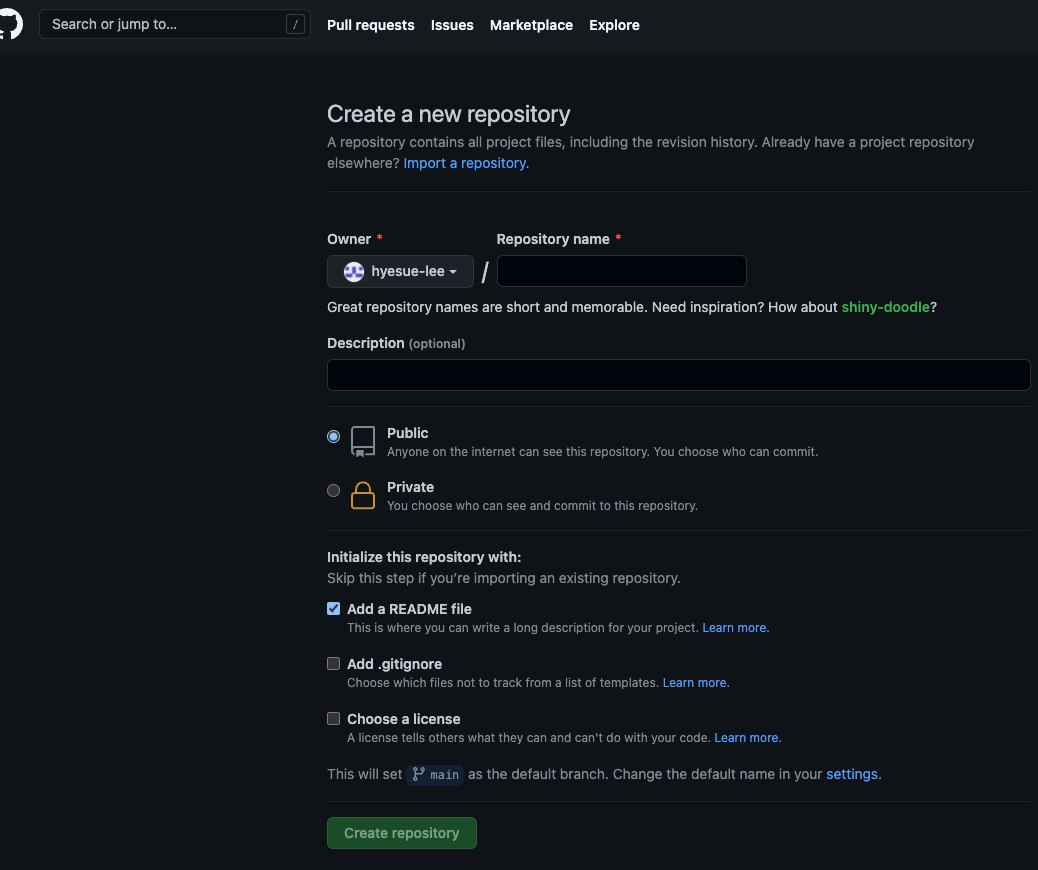 Search or jump to...
/
Pull requests
Issues
Marketplace
Explore
Create a new repository
A repository contains all project files, including the revision history. Already have a project repository
elsewhere? Import a repository.
Owner *
Repository name *
hyesue-lee
/
Great repository names are short and memorable. Need inspiration? How about shiny-doodle?
Description (optional)
Public
Anyone on the internet can see this repository. You choose who can commit.
Private
You choose who can see and commit to this repository.
Initialize this repository with:
Skip this step if you’re importing an existing repository.
Add a README file
This is where you can write a long description for your project. Learn more.
Add .gitignore
Choose which files not to track from a list of templates. Learn more.
Choose a license
A license tells others what they can and can't do with your code. Learn more.
This will set main as the default branch. Change the default name in your settings.
Create repository